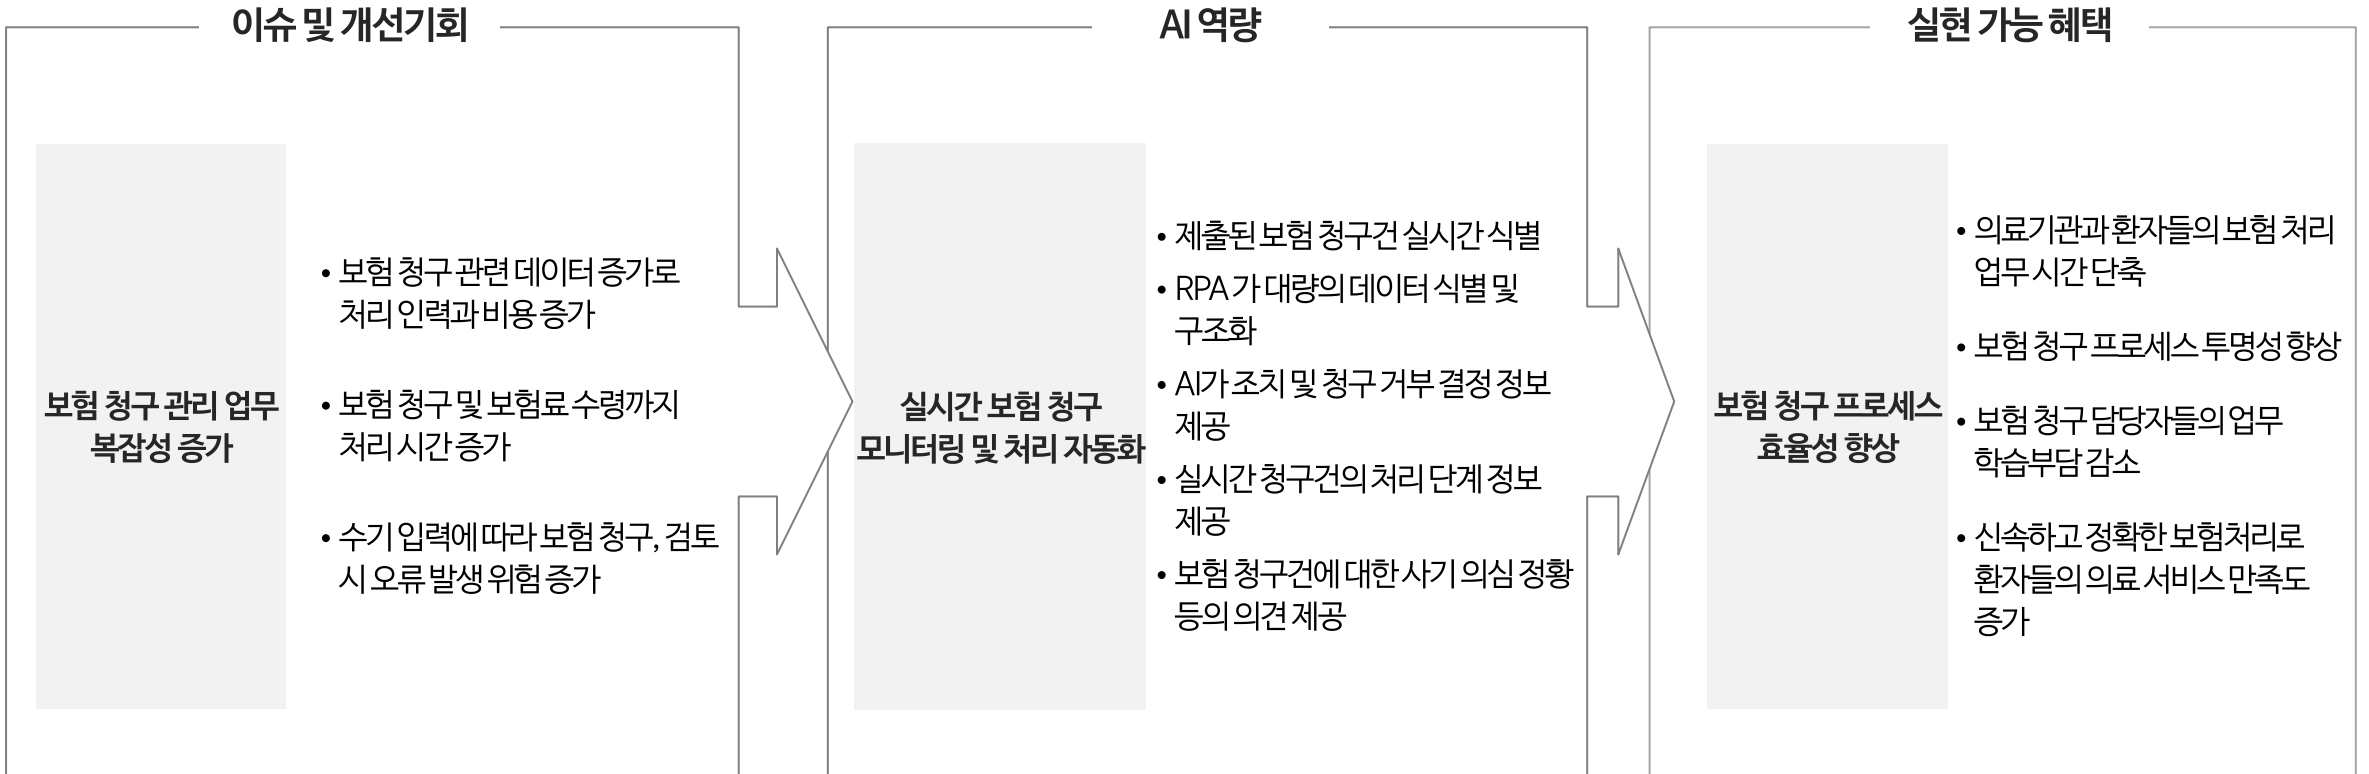 이슈 및 개선기회
보험 청구 관리 업무
복잡성 증가
• 보험 청구 관련 데이터 증가로
처리 인력과 비용 증가
• 보험 청구 및 보험료 수령까지
처리 시간 증가
• 수기 입력에 따라 보험 청구, 검토
시 오류 발생 위험 증가
AI 역량
실시간 보험 청구
모니터링 및 처리 자동화
• 제출된 보험 청구건 실시간 식별
• RPA 가 대량의 데이터 식별 및
구조화
• AI가 조치 및 청구 거부 결정 정보
제공
• 실시간 청구건의 처리 단계 정보
제공
• 보험 청구건에 대한 사기 의심 정황
등의 의견 제공
실현 가능 혜택
보험 청구 프로세스
효율성 향상
• 의료기관과 환자들의 보험 처리
업무 시간 단축
• 보험 청구 프로세스 투명성 향상
• 보험 청구 담당자들의 업무
학습부담 감소
• 신속하고 정확한 보험처리로
환자들의 의료 서비스 만족도
증가